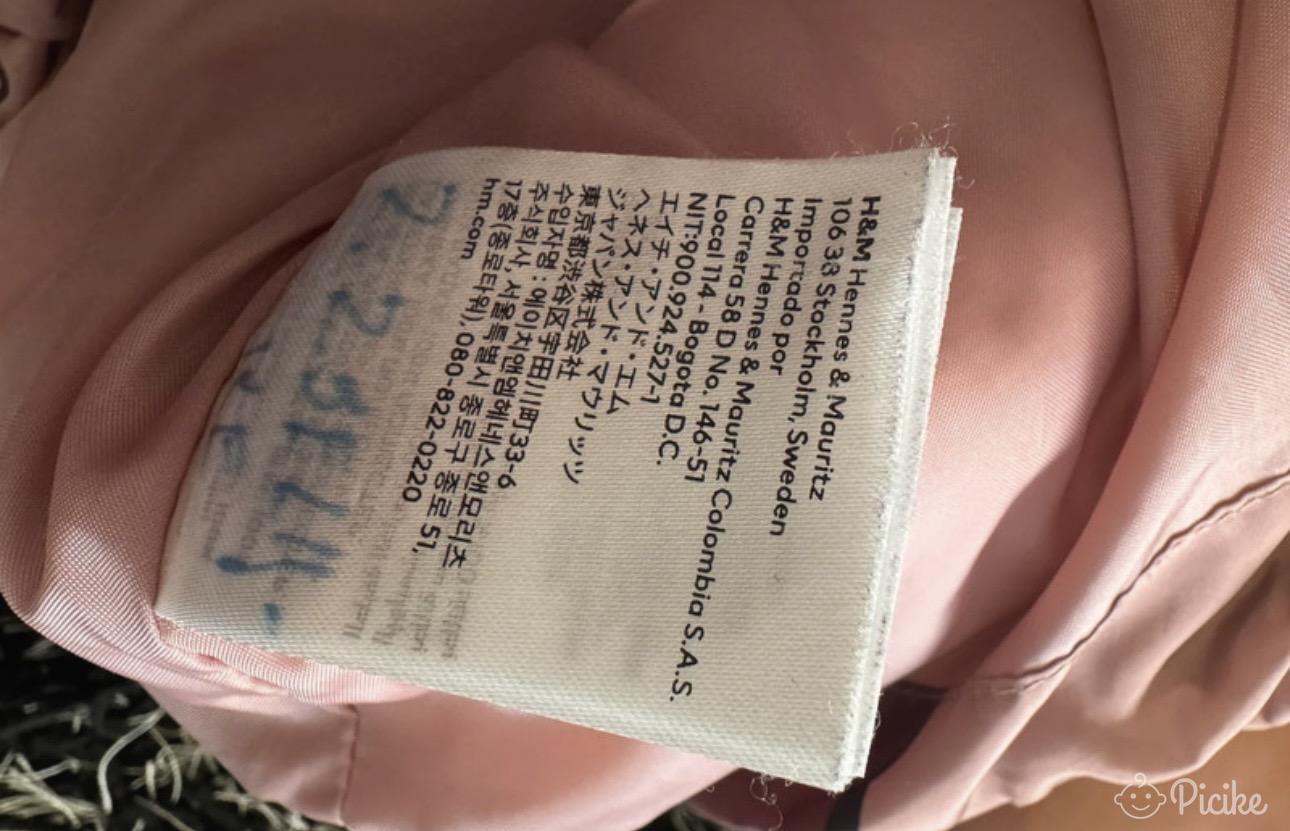 H&M Hennes & Mauritz
106 38 Stockholm, Sweden
Importado por
H&M Hennes & Mauritz Colombia S.A.S.
Carrera 58 D No. 146-51
Local 114 - Bogota D.C.
NIT:900.924.527-1
エイチ・アンド・エム
ヘネス・アンド・マウリッツ
ジャパン株式会社
東京都渋谷区宇田川町33-6
수입자명 : 에이치앤엠헤네스앤모리츠
주식회사, 서울특별시 종로구 종로 51,
17층(종로타워), 080-822-0220
hm.com
Picike